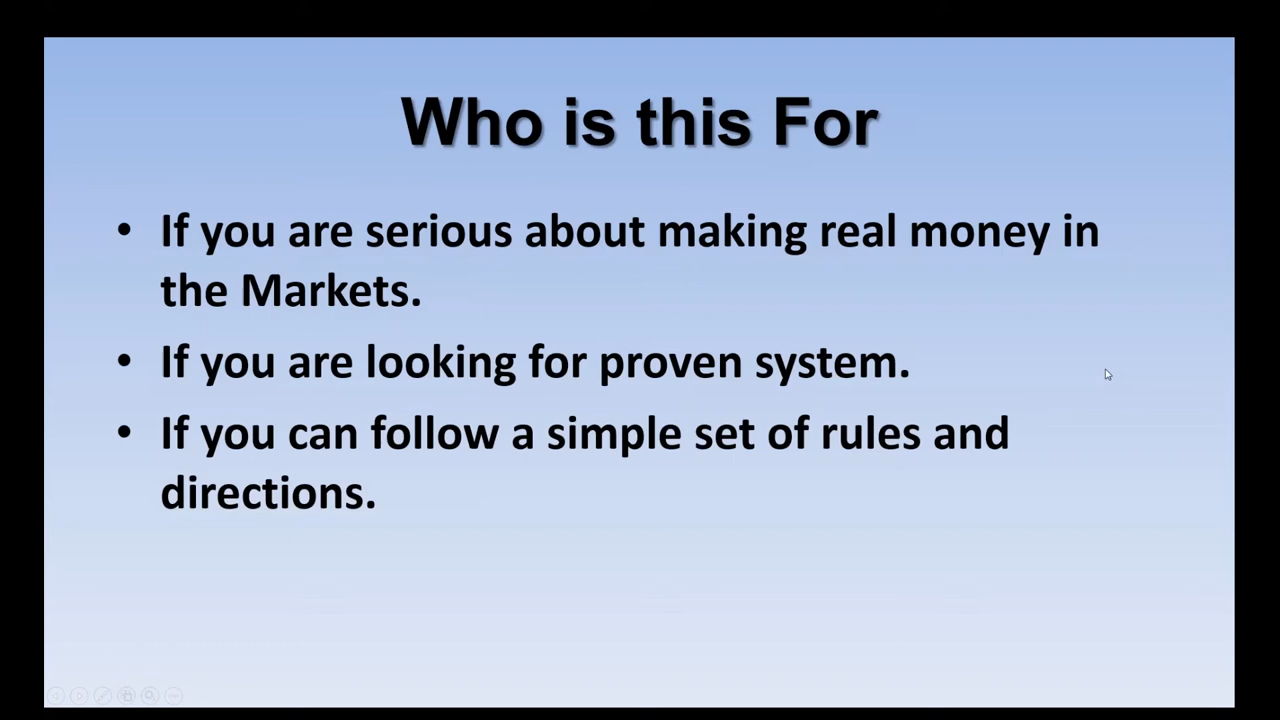 Who is this For
• If you are serious about making real money in
the Markets.
• If you are looking for proven system.
• If you can follow a simple set of rules and
directions.